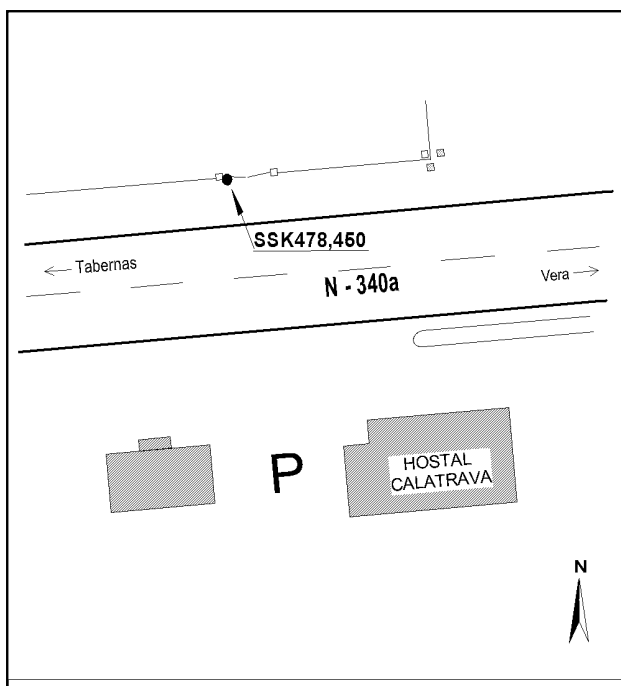 SSK478,450
Tabernas
N - 340a
Vera
P
HOSTAL
CALATRAVA
N